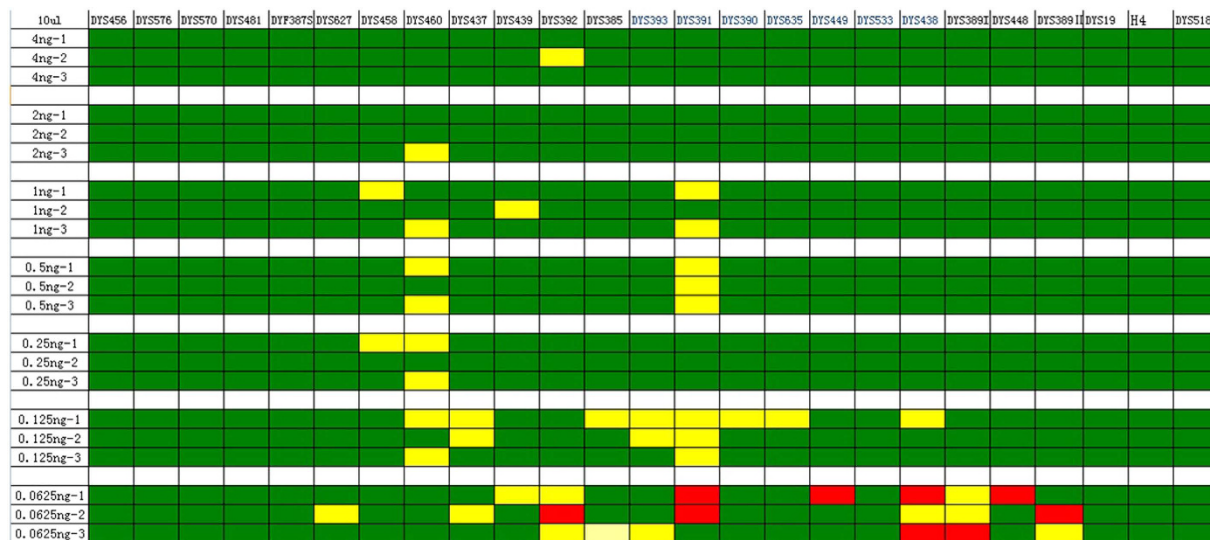 10ul DYS456 DYS576 DYS570 DYS481 DYF387S DYS627 DYS458 DYS460 DYS437 DYS439 DYS392 DYS385 DYS393 DYS391 DYS390 DYS635 DYS449 DYS533 DYS438 DYS389I DYS448 DYS389II DYS19 H4 DYS518
4ng-1
4ng-2
4ng-3
2ng-1
2ng-2
2ng-3
1ng-1
1ng-2
1ng-3
0.5ng-1
0.5ng-2
0.5ng-3
0.25ng-1
0.25ng-2
0.25ng-3
0.125ng-1
0.125ng-2
0.125ng-3
0.0625ng-1
0.0625ng-2
0.0625ng-3